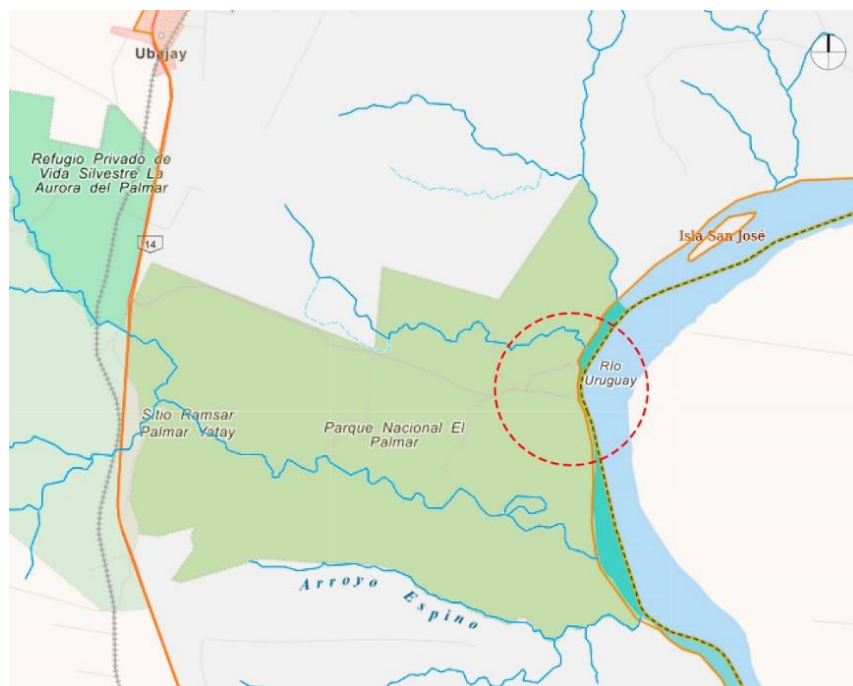 Ubajay
Refugio Privado de
Vida Silvestre La
Aurora del Palmar
Isla San José
14
Río
Uruguay
Sitio Ramsar
Palmar Yatay
Parque Nacional El
Palmar
Arroyo Espino